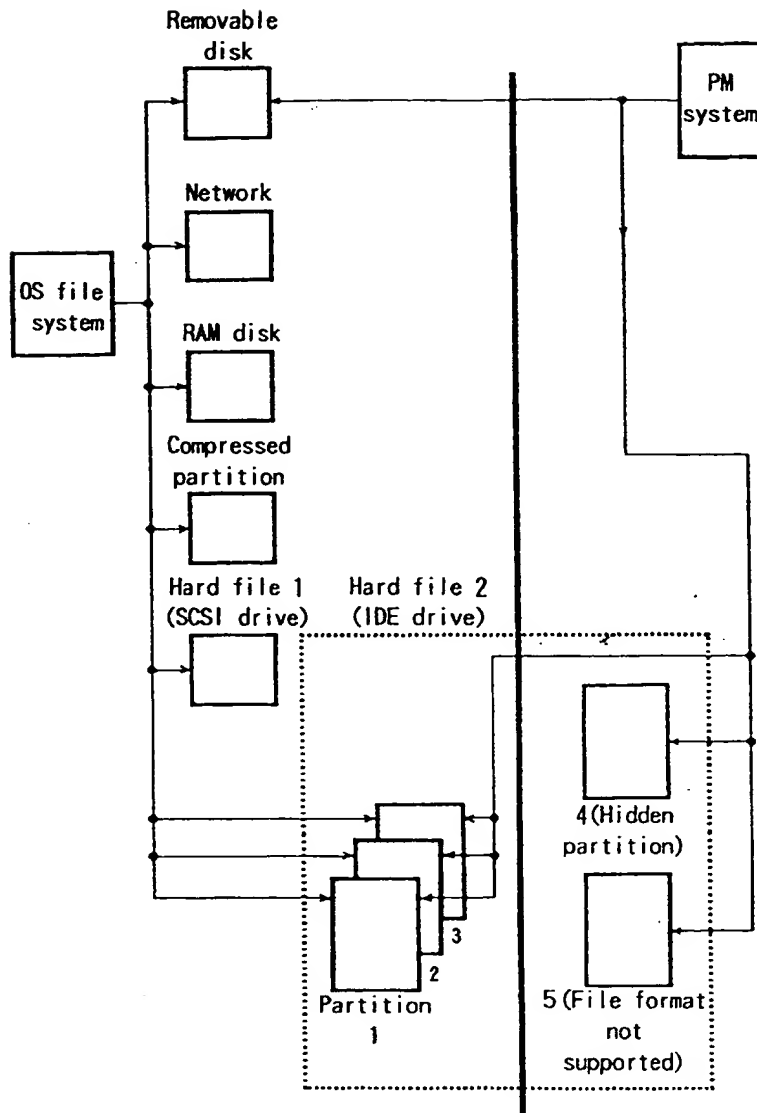 Removable
disk
PM
system
Network
OS file
system
RAM disk
Compressed
partition
Hard file 1
(SCSI drive)
Hard file 2
(IDE drive)
4(Hidden
partition)
3
2
Partition
1
5(File format
not
supported)